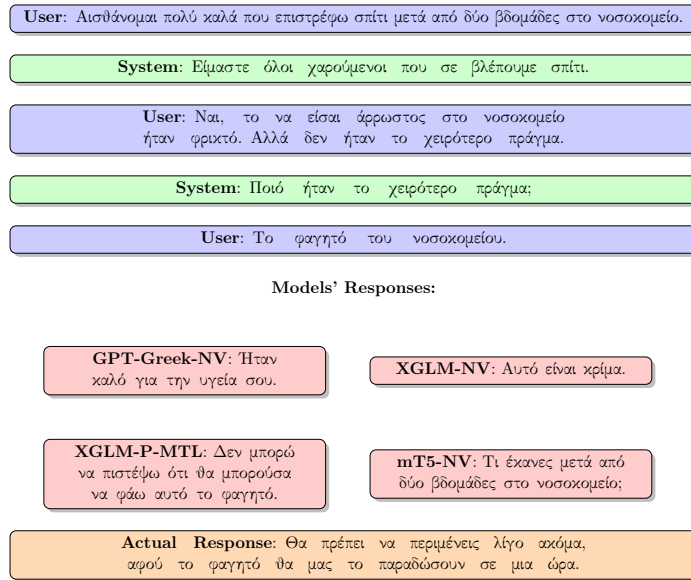 User: Αισθάνομαι πολύ καλά που επιστρέφω σπίτι μετά από δύο βδομάδες στο νοσοκομείο.
System: Είμαστε όλοι χαρούμενοι που σε βλέπουμε σπίτι.
User: Ναι, το να είσαι άρρωστος στο νοσοκομείο
ήταν φρικτό. Αλλά δεν ήταν το χειρότερο πράγμα.
System: Ποιό ήταν το χειρότερο πράγμα;
User: Το φαγητό του νοσοκομείου.
Models' Responses:
GPT-Greek-NV: Ήταν
καλό για την υγεία σου.
XGLM-NV: Αυτό είναι κρίμα.
XGLM-P-MTL: Δεν μπορώ
να πιστέψω ότι θα μπορούσα
να φάω αυτό το φαγητό.
mT5-NV: Τι έκανες μετά από
δύο βδομάδες στο νοσοκομείο;
Actual Response: Θα πρέπει να περιμένεις λίγο ακόμα,
αφού το φαγητό θα μας το παραδώσουν σε μια ώρα.